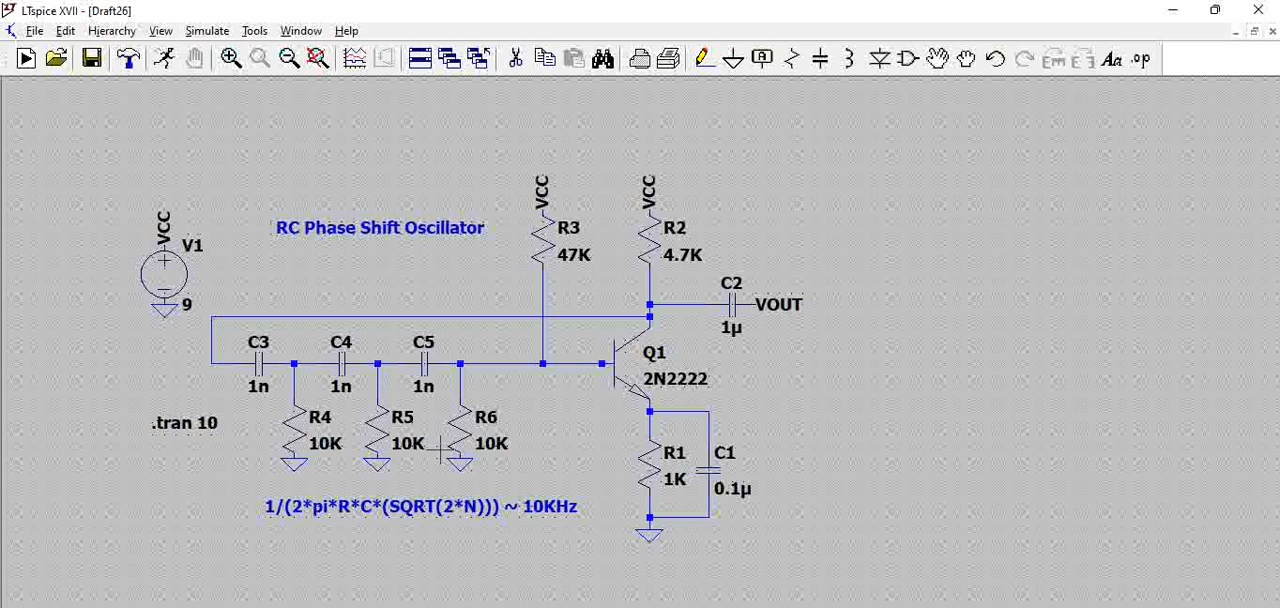 LTspice XVII - [Draft26]
File Edit Hierarchy View Simulate Tools Window Help
Aa .op
VCC
V1
9
RC Phase Shift Oscillator
VCC
R3
47K
VCC
R2
4.7K
C2
1µ
VOUT
C3
1n
C4
1n
C5
1n
Q1
2N2222
.tran 10
R4
10K
R5
10K
R6
10K
R1
1K
C1
0.1µ
1/(2*pi*R*C*(SQRT(2*N))) ~ 10KHz